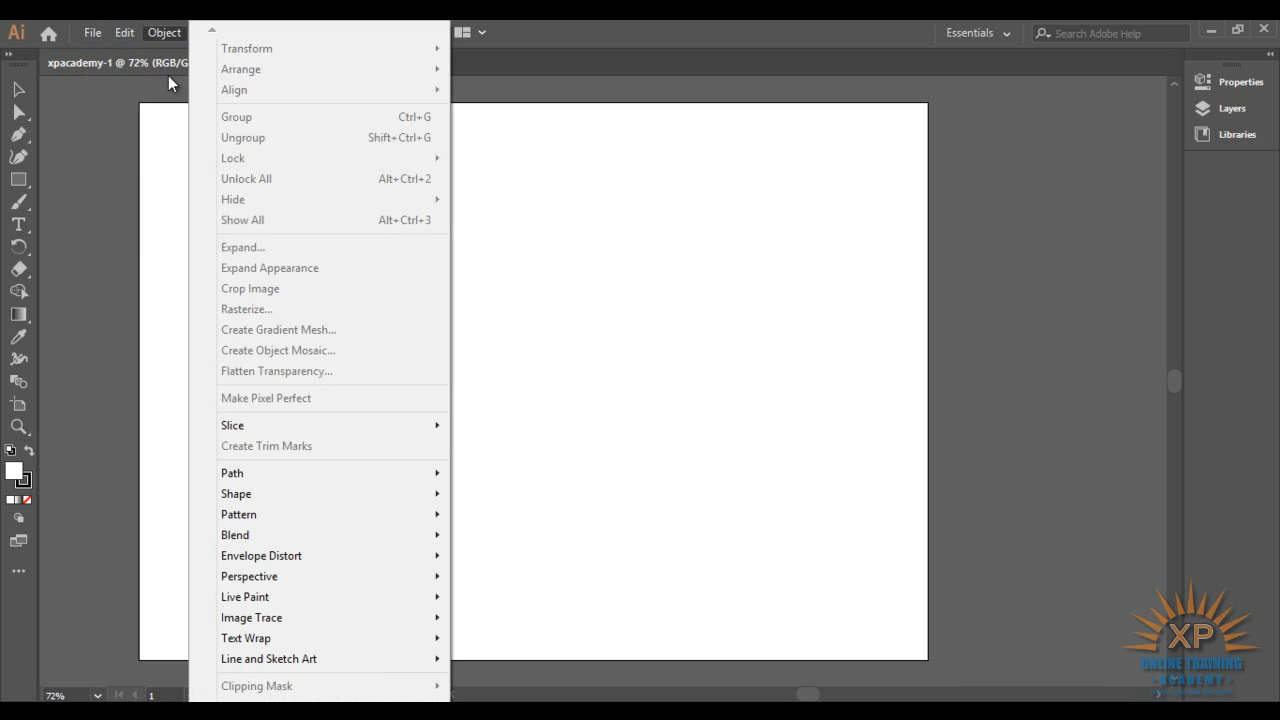 Ai File Edit Object Essentials Search Adobe Help
xpacademy-1 @ 72% (RGB/G
Transform
Arrange
Align
Group Ctrl+G
Ungroup Shift+Ctrl+G
Lock
Unlock All Alt+Ctrl+2
Hide
Show All Alt+Ctrl+3
Expand...
Expand Appearance
Crop Image
Rasterize...
Create Gradient Mesh...
Create Object Mosaic...
Flatten Transparency...
Make Pixel Perfect
Slice
Create Trim Marks
Path
Shape
Pattern
Blend
Envelope Distort
Perspective
Live Paint
Image Trace
Text Wrap
Line and Sketch Art
Clipping Mask
Properties
Layers
Libraries
72% 1
XP
ONLINE TRAINING
ACADEMY